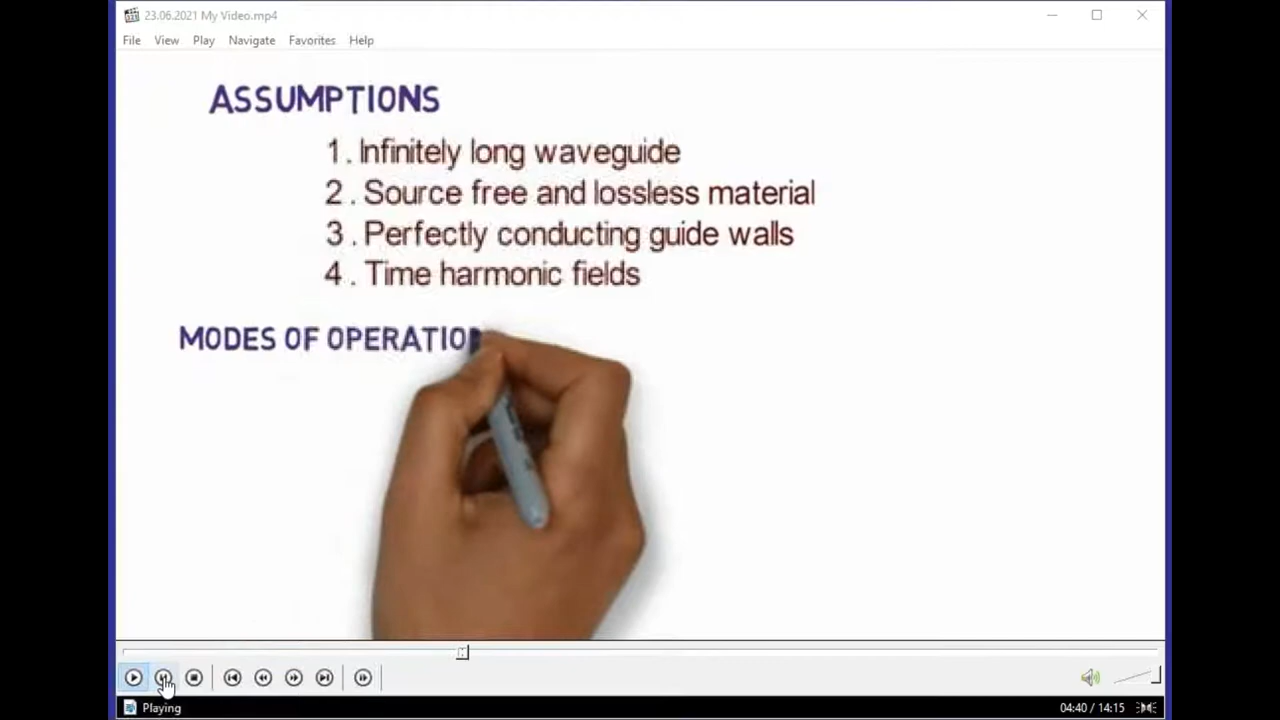 23.06.2021 My Video.mp4
File View Play Navigate Favorites Help
ASSUMPTIONS
1 . Infinitely long waveguide
2 . Source free and lossless material
3 . Perfectly conducting guide walls
4 . Time harmonic fields
MODES OF OPERATION
Playing
04:40 / 14:15